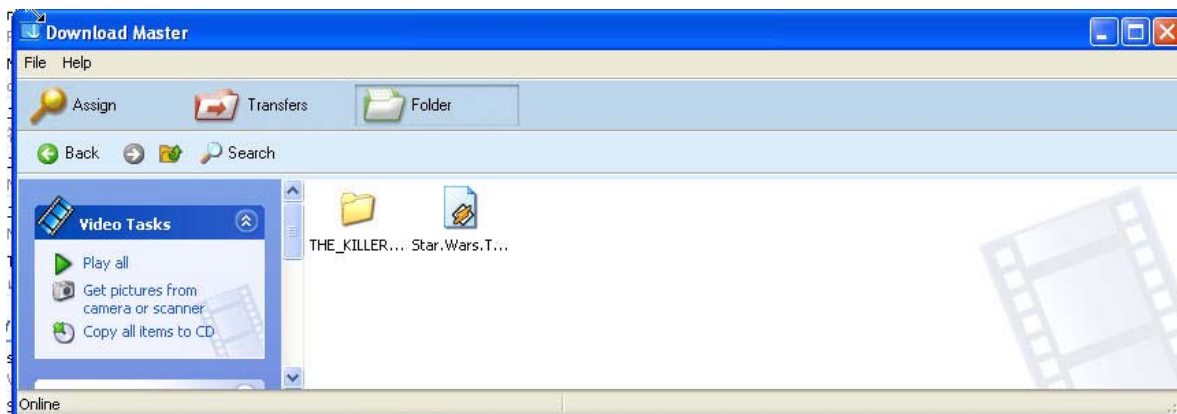 Download Master
File Help
Assign Transfers Folder
Back Search
Video Tasks
Play all
Get pictures from
camera or scanner
Copy all items to CD
THE_KILLER... Star.Wars.T...
Online